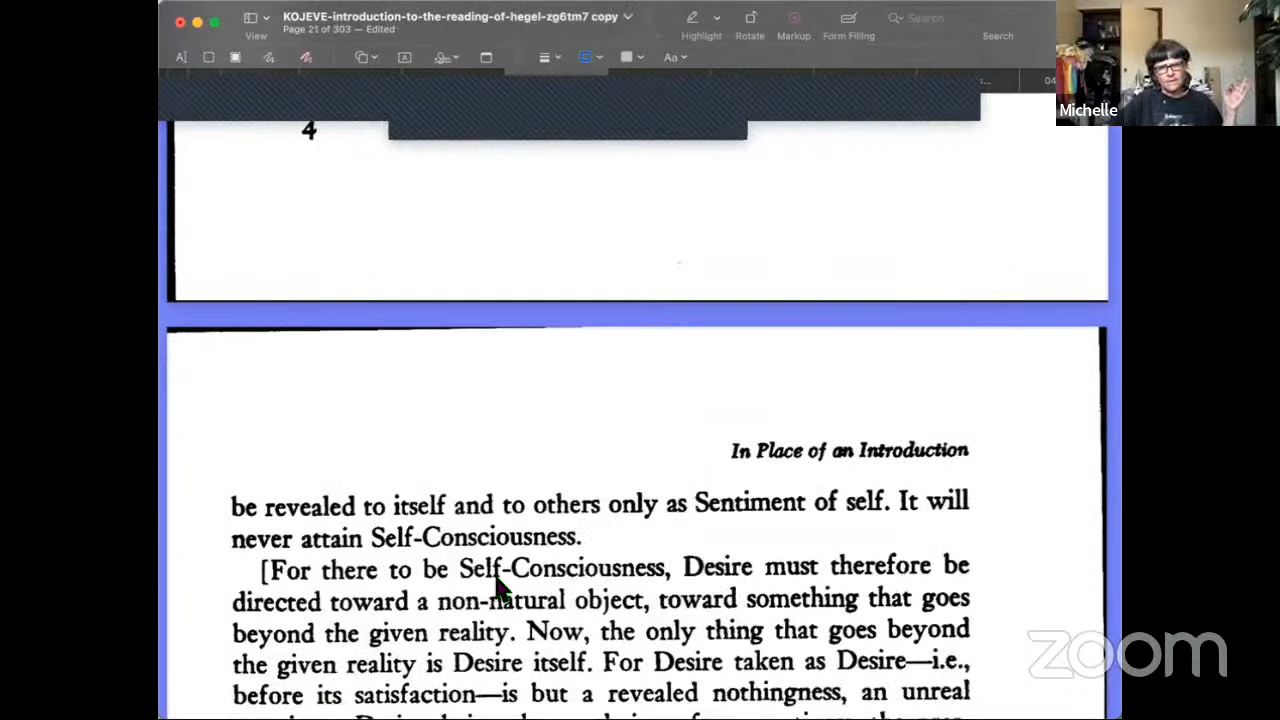 KOJEVE-introduction-to-the-reading-of-hegel-zg6tm7 copy
Page 21 of 303 — Edited
View
Highlight
Rotate
Markup
Form Filling
Search
Search
Aa
04
Michelle
4
In Place of an Introduction
be revealed to itself and to others only as Sentiment of self. It will
never attain Self-Consciousness.
[For there to be Self-Consciousness, Desire must therefore be
directed toward a non-natural object, toward something that goes
beyond the given reality. Now, the only thing that goes beyond
the given reality is Desire itself. For Desire taken as Desire—i.e.,
before its satisfaction—is but a revealed nothingness, an unreal
zoom